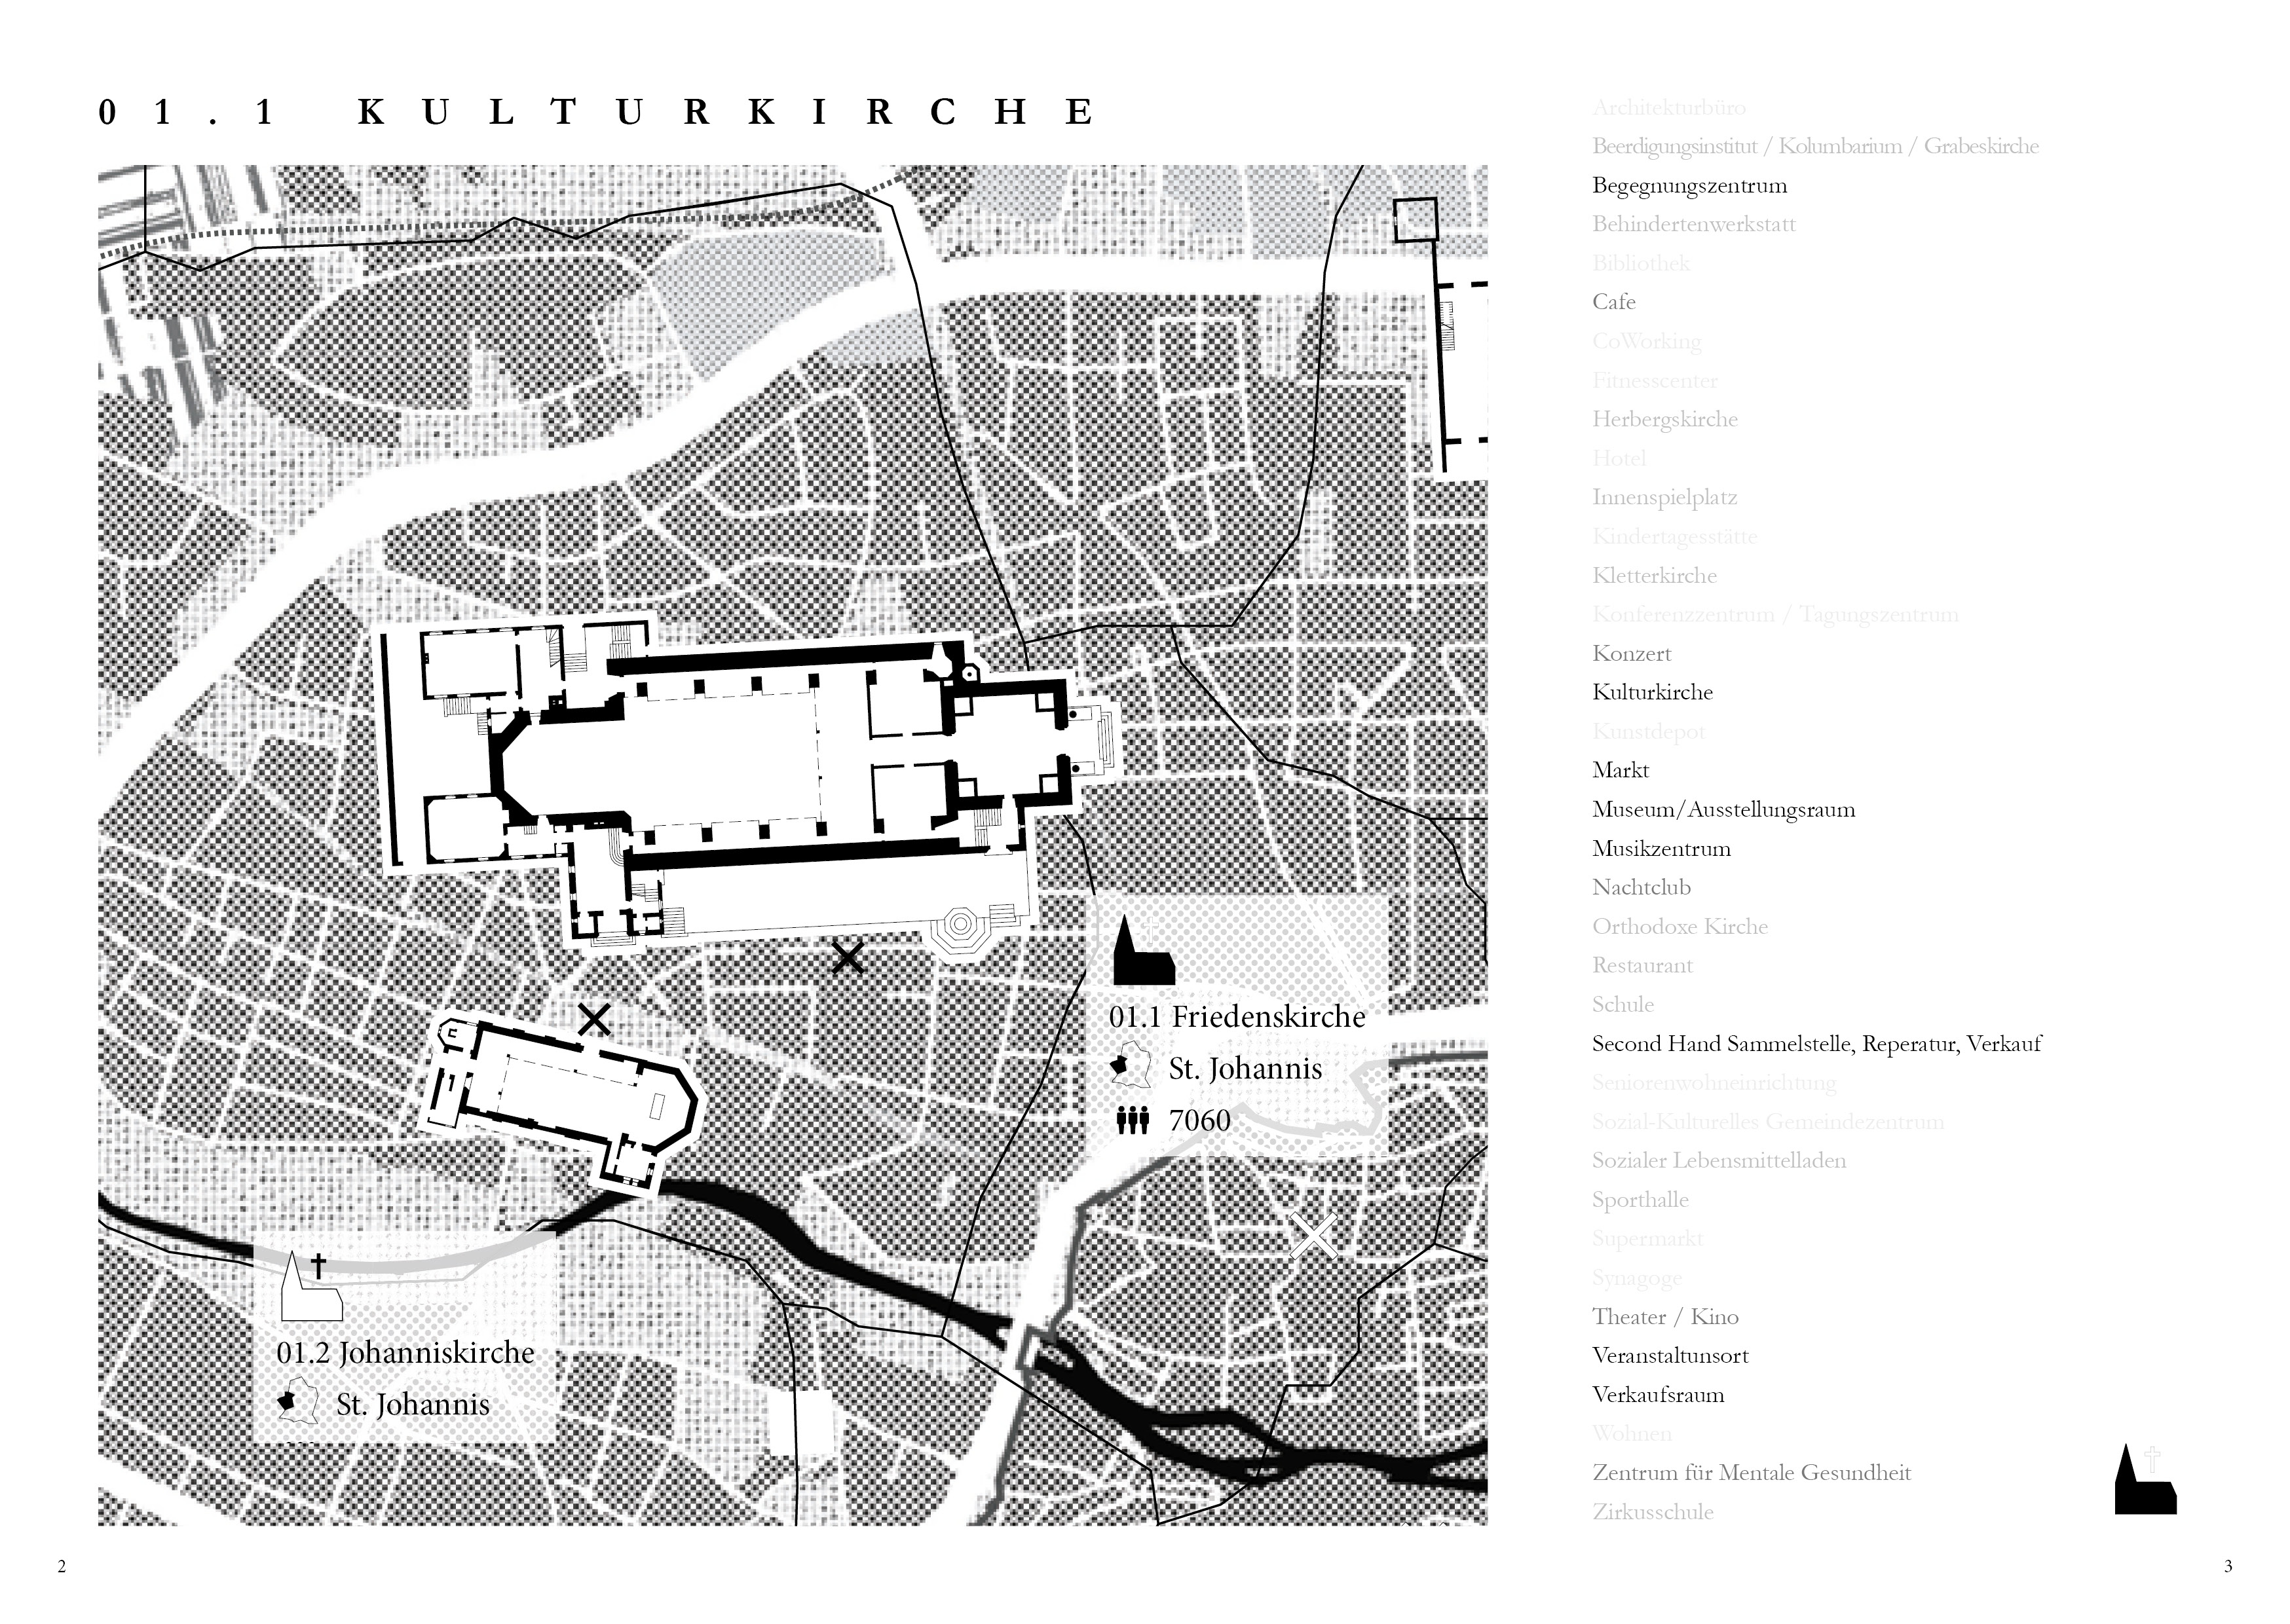 01.1 KULTURKIRCHE
01.1 Friedenskirche
St. Johannis
7060
01.2 Johanniskirche
St. Johannis
2
Architekturbüro
Beerdigungsinstitut / Kolumbarium / Grabeskirche
Begegnungszentrum
Behindertenwerkstatt
Bibliothek
Cafe
CoWorking
Fitnesscenter
Herbergskirche
Hotel
Innenspielplatz
Kindertagesstätte
Kletterkirche
Konferenzzentrum / Tagungszentrum
Konzert
Kulturkirche
Kunstdepot
Markt
Museum/Ausstellungsraum
Musikzentrum
Nachtclub
Orthodoxe Kirche
Restaurant
Schule
Second Hand Sammelstelle, Reperatur, Verkauf
Seniorenwohneinrichtung
Sozial-Kulturelles Gemeindezentrum
Sozialer Lebensmittelladen
Sporthalle
Supermarkt
Synagoge
Theater / Kino
Veranstaltunsort
Verkaufsraum
Wohnen
Zentrum für Mentale Gesundheit
Zirkusschule
3